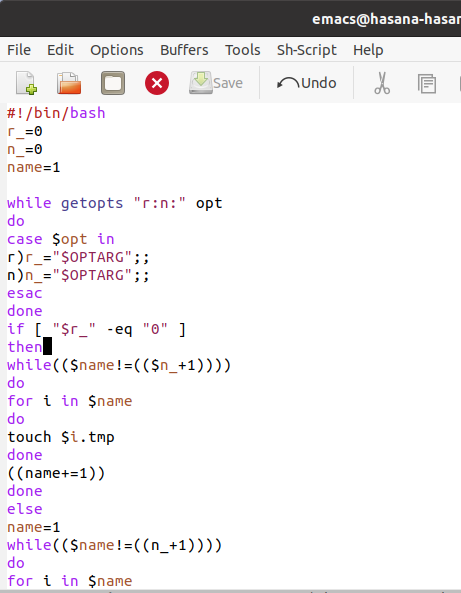 emacs@hasana-hasan
File Edit Options Buffers Tools Sh-Script Help
Save Undo
#!/bin/bash
r_=0
n_=0
name=1
while getopts "r:n:" opt
do
case $opt in
r)r_="$OPTARG";;
n)n_="$OPTARG";;
esac
done
if [ "$r_" -eq "0" ]
then
while(($name!=(($n_+1))))
do
for i in $name
do
touch $i.tmp
done
((name+=1))
done
else
name=1
while(($name!=((n_+1))))
do
for i in $name